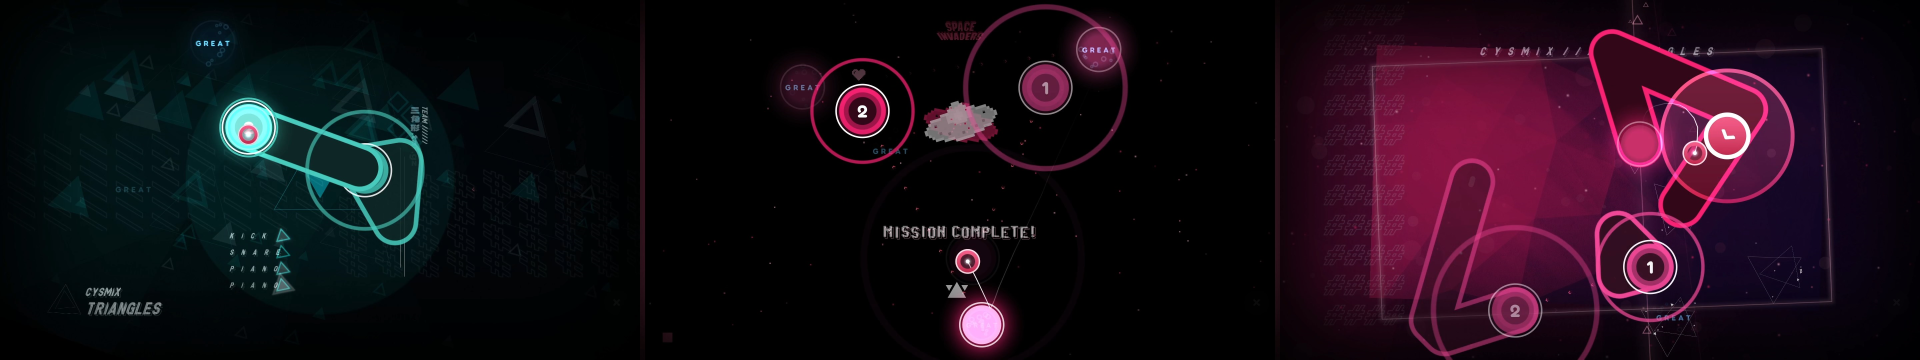 GREAT
GREAT
KICK
SNARE
PIANO
PIANO
CYSMIX
TRIANGLES
SPACE
INVADERS
GREAT
GREAT
2
1
GREAT
MISSION COMPLETE!
CYSMIX ///
GLES
1
2
GREAT